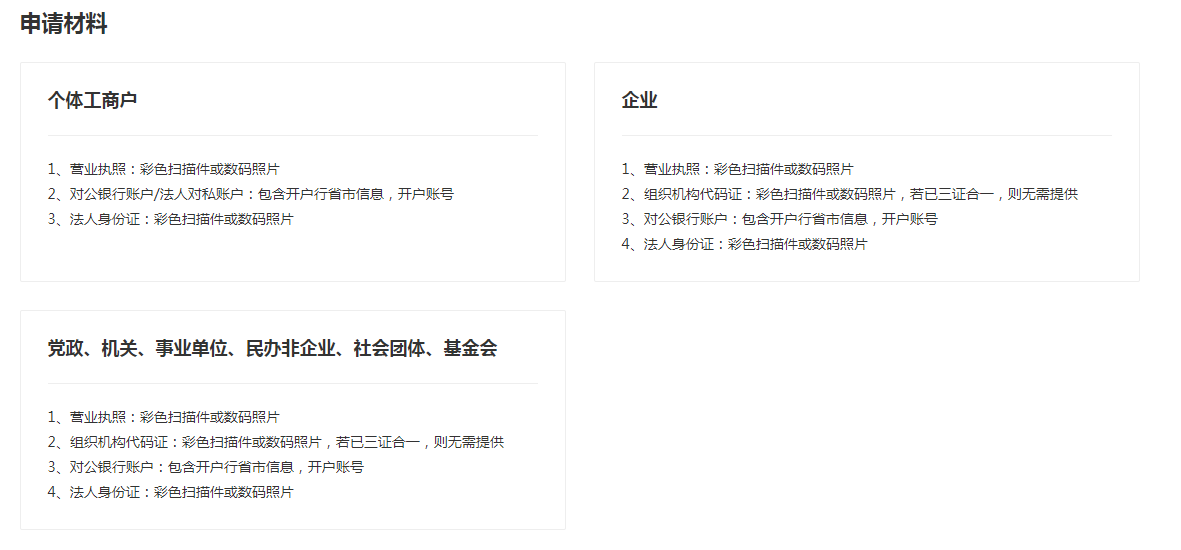 申请材料
个体工商户
1、营业执照：彩色扫描件或数码照片
2、对公银行账户/法人对私账户：包含开户行省市信息，开户账号
3、法人身份证：彩色扫描件或数码照片
企业
1、营业执照：彩色扫描件或数码照片
2、组织机构代码证：彩色扫描件或数码照片，若已三证合一，则无需提供
3、对公银行账户：包含开户行省市信息，开户账号
4、法人身份证：彩色扫描件或数码照片
党政、机关、事业单位、民办非企业、社会团体、基金会
1、营业执照：彩色扫描件或数码照片
2、组织机构代码证：彩色扫描件或数码照片，若已三证合一，则无需提供
3、对公银行账户：包含开户行省市信息，开户账号
4、法人身份证：彩色扫描件或数码照片